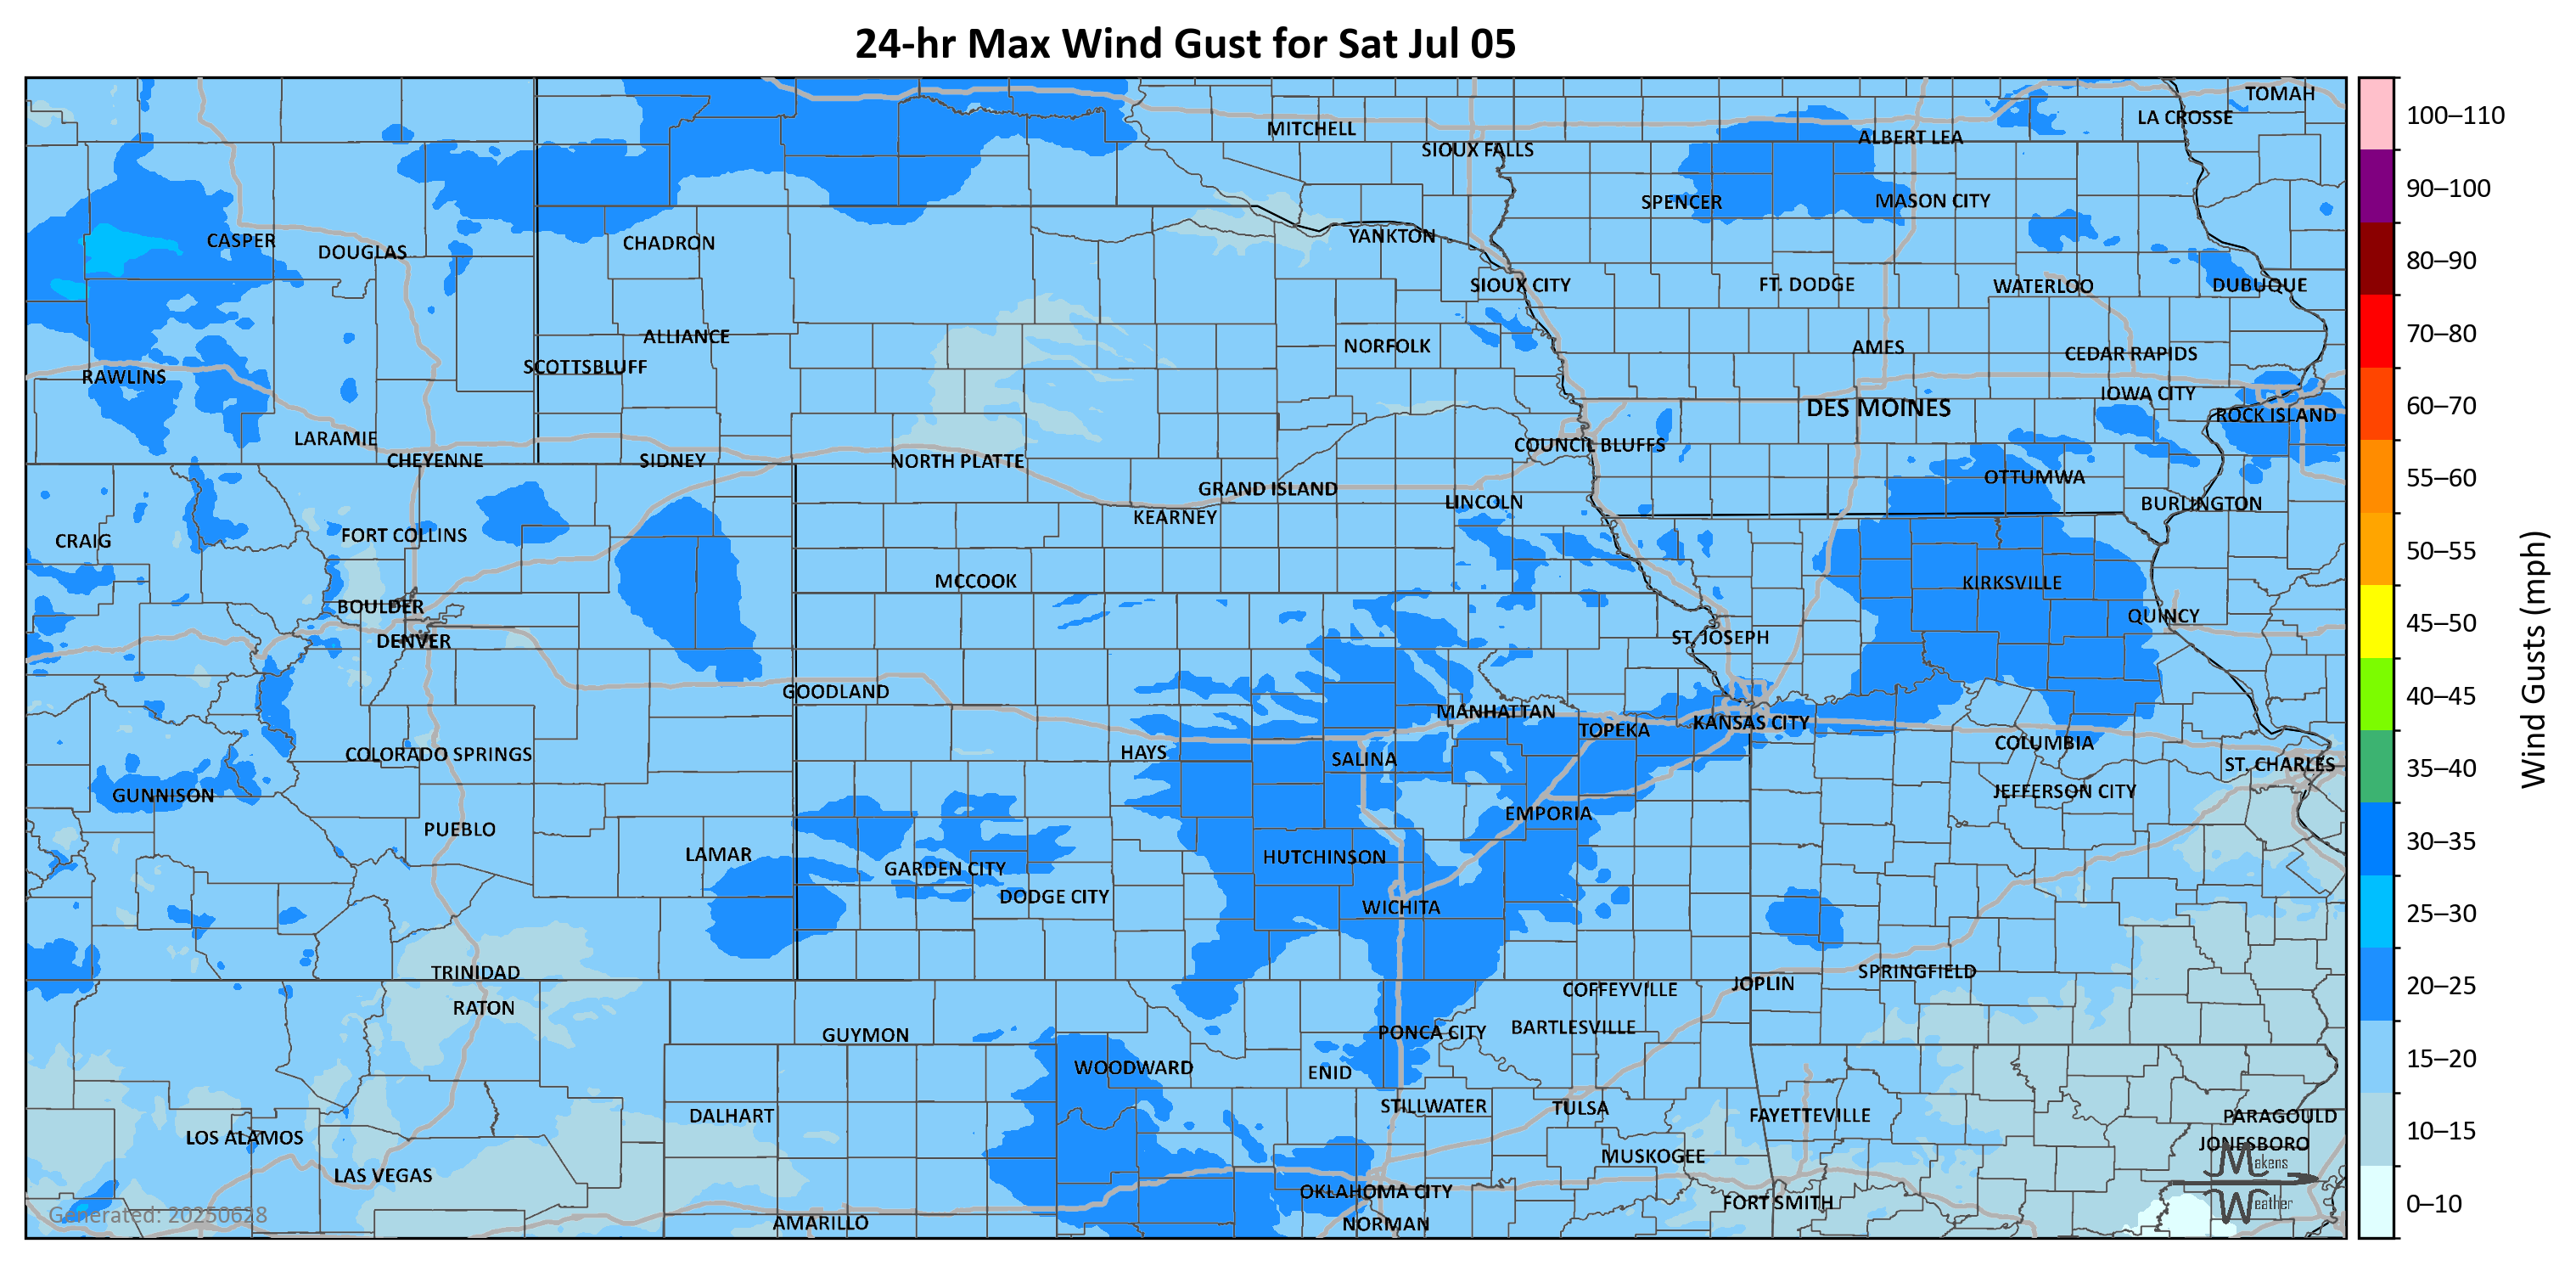 24-hr Max Wind Gust for Sat Jul 05
TOMAH
LA CROSSE
MITCHELL
ALBERT LEA
SIOUX FALLS
SPENCER
MASON CITY
CASPER
DOUGLAS
CHADRON
YANKTON
SIOUX CITY
FT. DODGE
WATERLOO
DUBUQUE
ALLIANCE
NORFOLK
AMES
CEDAR RAPIDS
SCOTTSBLUFF
RAWLINS
IOWA CITY
DES MOINES
ROCK ISLAND
LARAMIE
COUNCIL BLUFFS
CHEYENNE
SIDNEY
NORTH PLATTE
OTTUMWA
GRAND ISLAND
LINCOLN
BURLINGTON
KEARNEY
CRAIG
FORT COLLINS
MCCOOK
KIRKSVILLE
BOULDER
QUINCY
DENVER
ST. JOSEPH
GOODLAND
MANHATTAN
TOPEKA
KANSAS CITY
COLORADO SPRINGS
HAYS
SALINA
COLUMBIA
ST. CHARLES
GUNNISON
JEFFERSON CITY
EMPORIA
PUEBLO
LAMAR
HUTCHINSON
GARDEN CITY
DODGE CITY
WICHITA
TRINIDAD
SPRINGFIELD
JOPLIN
COFFEYVILLE
RATON
GUYMON
PONCA CITY
BARTLESVILLE
WOODWARD
ENID
STILLWATER
TULSA
DALHART
FAYETTEVILLE
PARAGOULD
LOS ALAMOS
JONESBORO
MUSKOGEE
LAS VEGAS
OKLAHOMA CITY
FORT SMITH
AMARILLO
NORMAN
Makens
Weather
Generated: 20250628
100–110
90–100
80–90
70–80
60–70
55–60
50–55
45–50
40–45
35–40
30–35
25–30
20–25
15–20
10–15
0–10
Wind Gusts (mph)